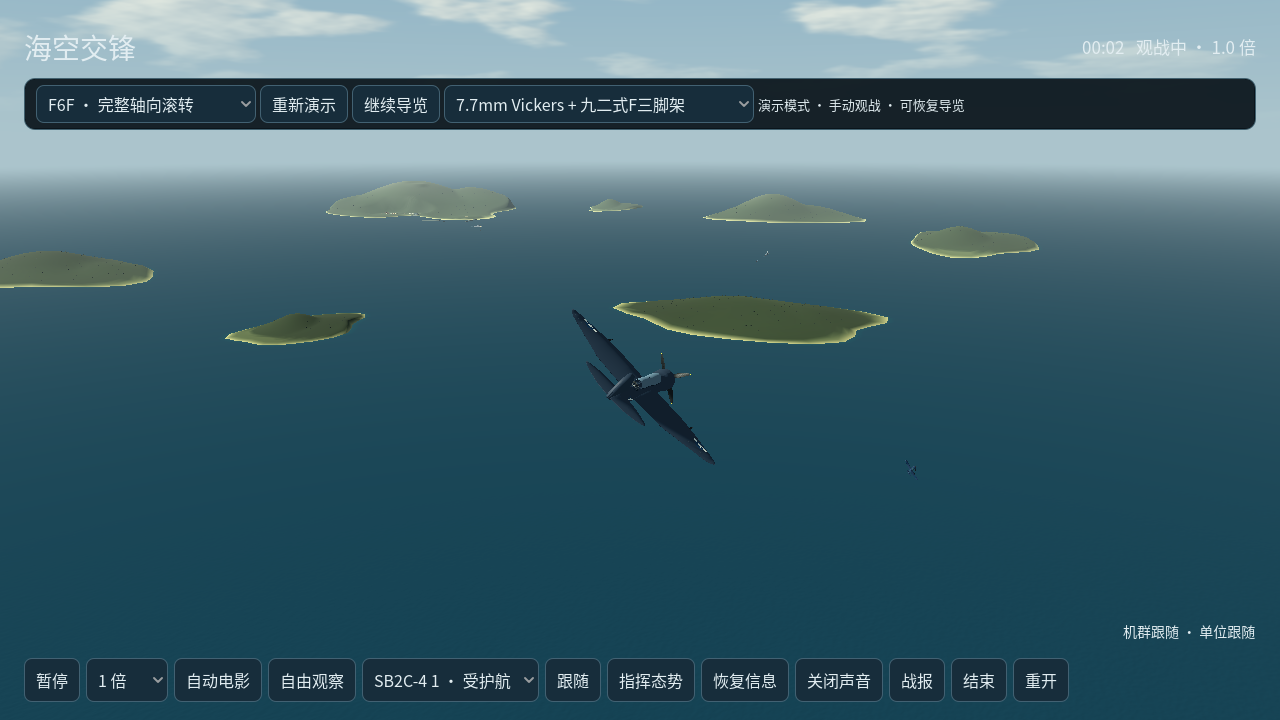 海空交锋
00:02 观战中 · 1.0 倍
F6F · 完整轴向滚转 重新演示 继续导览 7.7mm Vickers + 九二式F三脚架 演示模式 · 手动观战 · 可恢复导览
机群跟随 · 单位跟随
暂停 1 倍 自动电影 自由观察 SB2C-4 1 · 受护航 跟随 指挥态势 恢复信息 关闭声音 战报 结束 重开